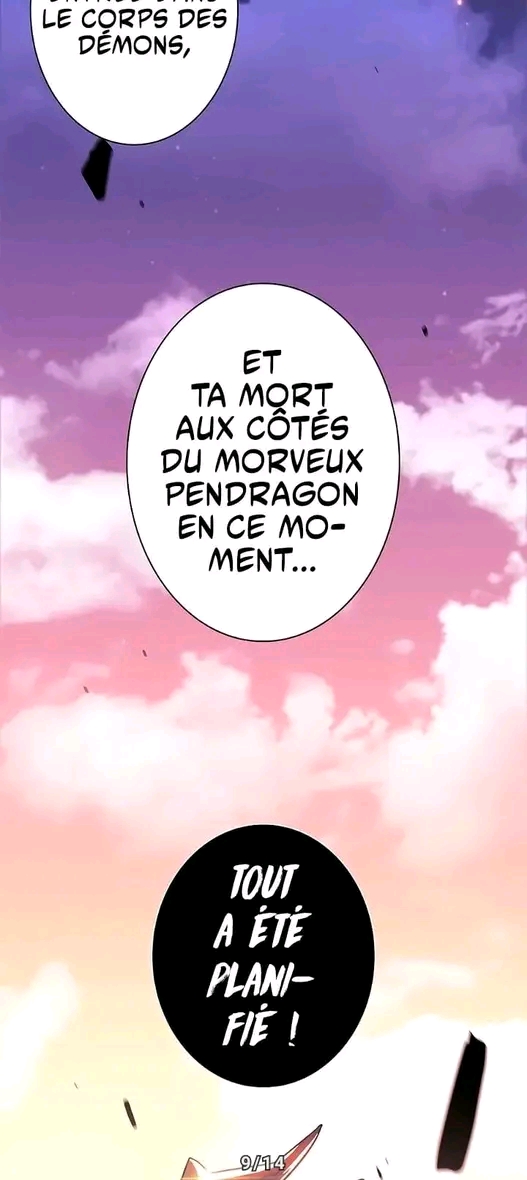 LE CORPS DES
DÉMONS,
ET
TA MORT
AUX CÔTÉS
DU MORVEUX
PENDRAGON
EN CE MO-
MENT...
TOUT
A ÉTÉ
PLANI-
FIÉ !
9/14